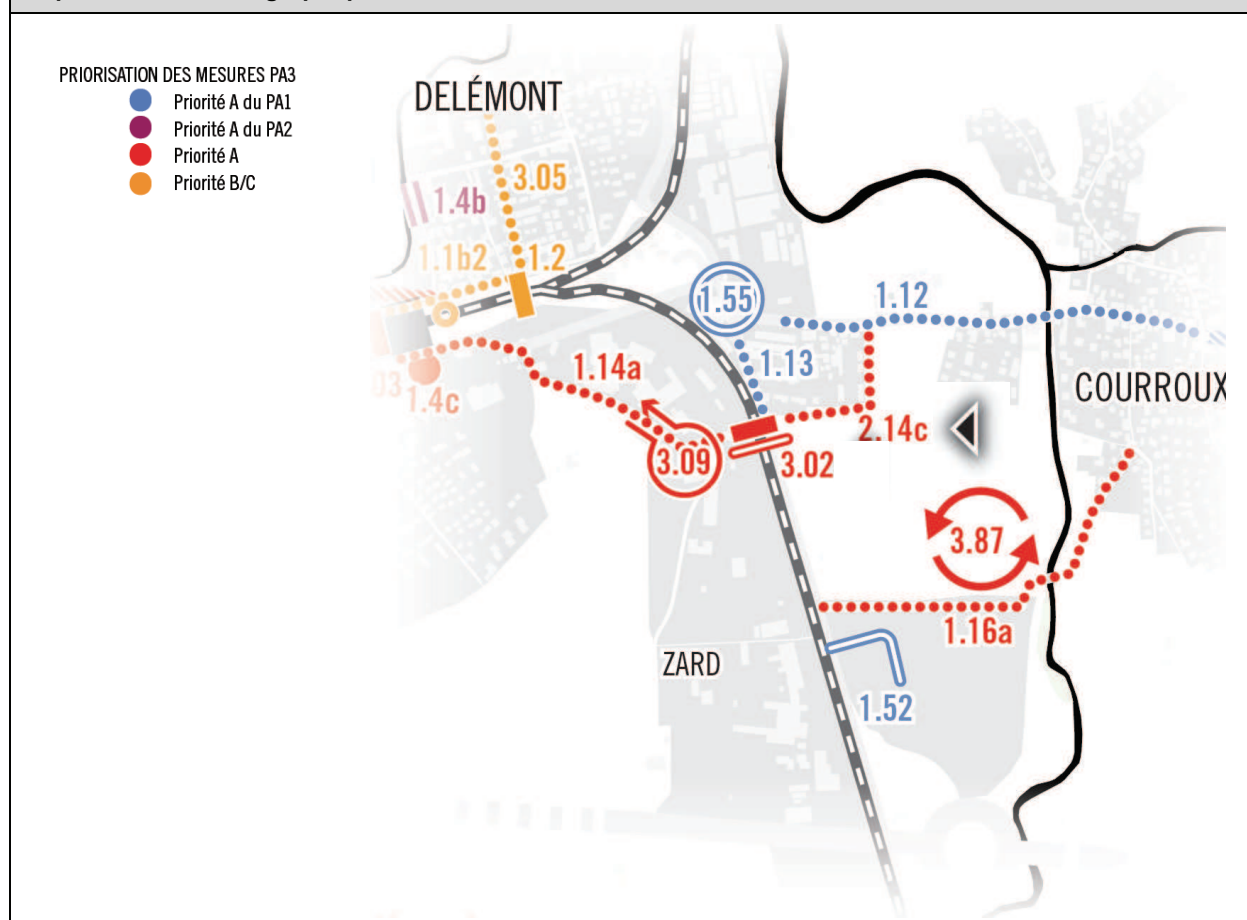 PRIORISATION DES MESURES PA3
Priorité A du PA1
Priorité A du PA2
Priorité A
Priorité B/C
DELÉMONT
3.05
1.4b
1.1b2
1.2
1.55
1.12
1.13
1.14a
03
1.4c
COURROUX
2.14c
3.09
3.02
3.87
1.16a
ZARD
1.52